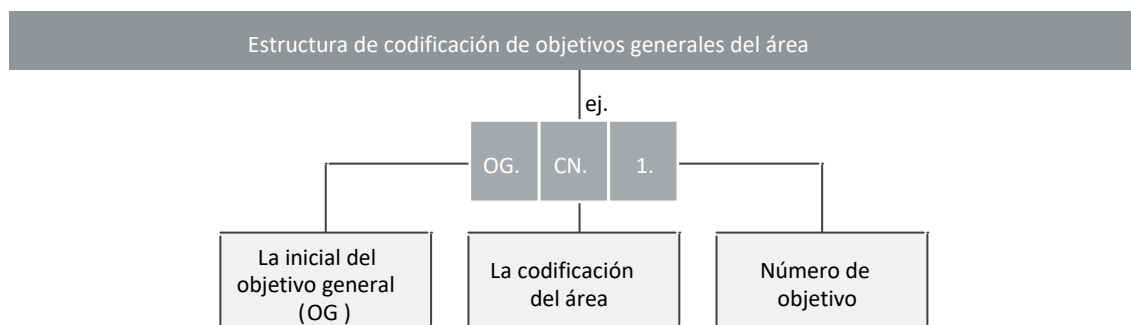 Estructura de codificación de objetivos generales del área
ej.
OG. CN. 1.
La inicial del
objetivo general
(OG )
La codificación
del área
Número de
objetivo